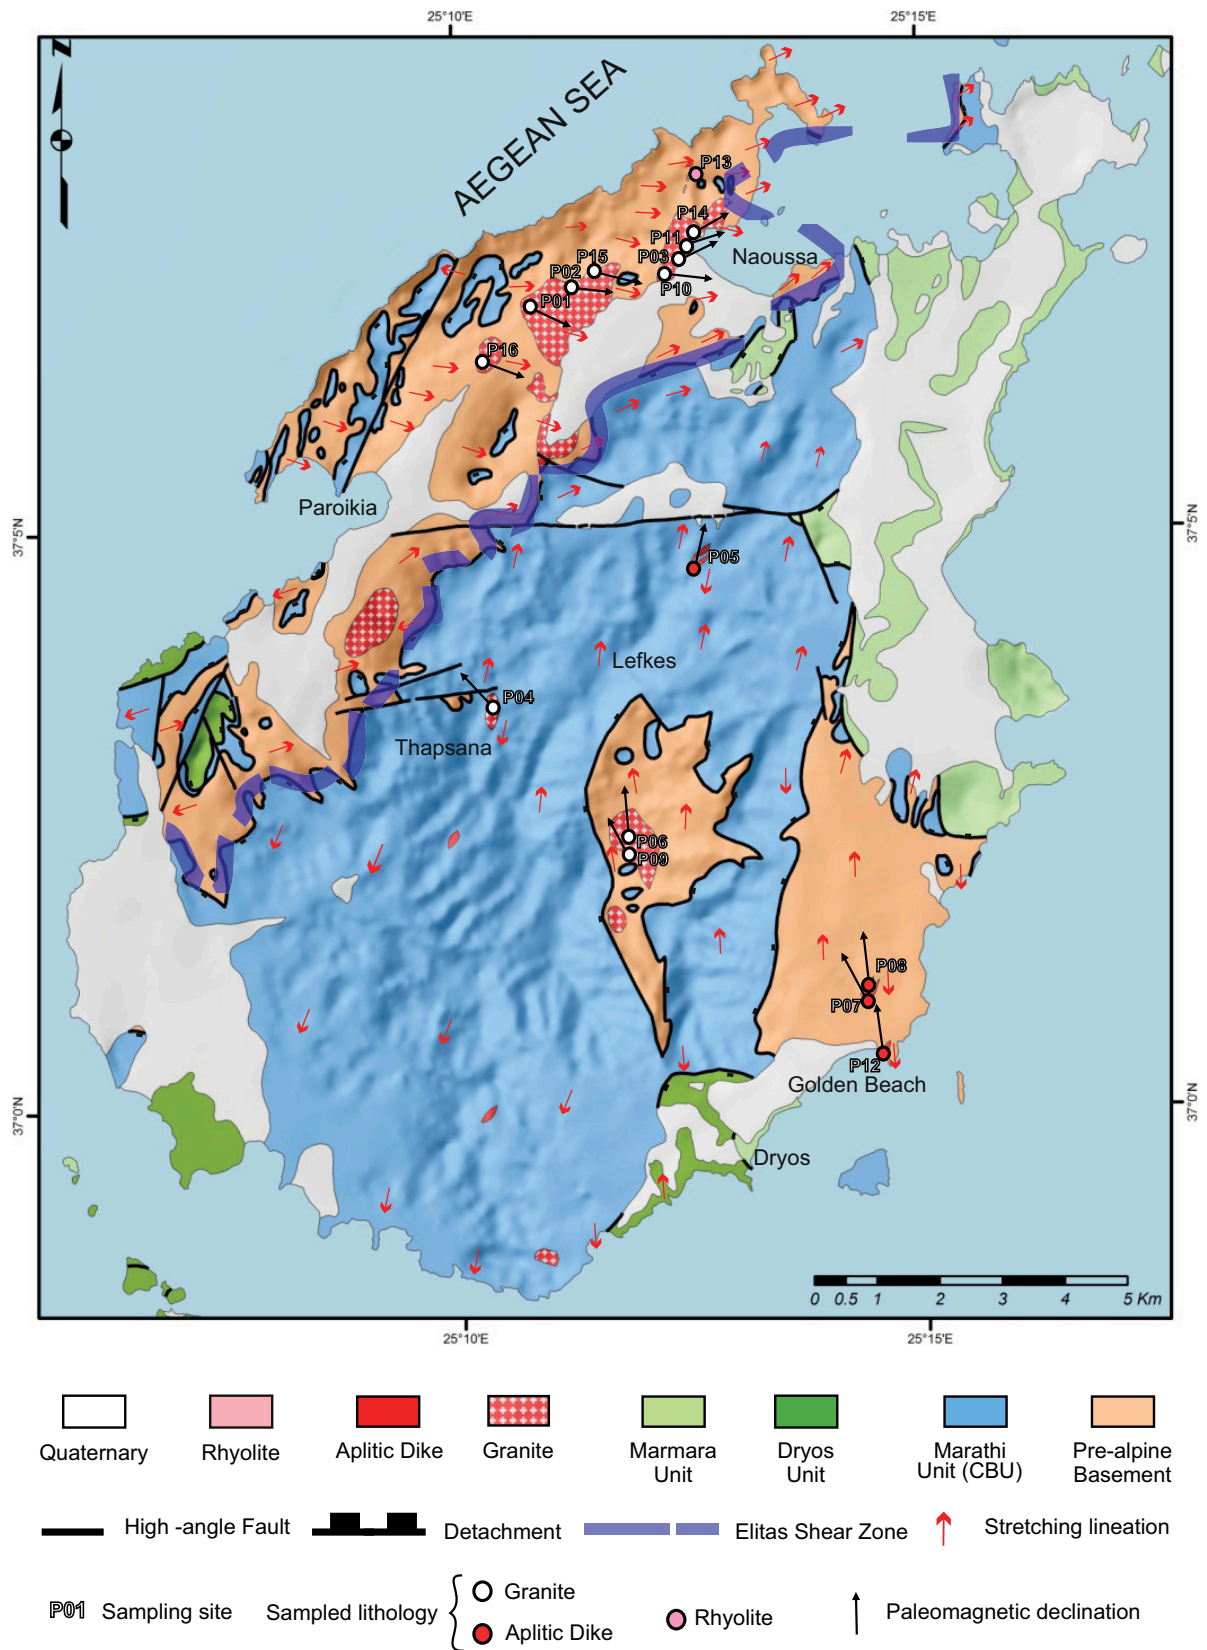 25°10'E
25°15'E
N
AEGEAN SEA
P13
P14
P11
P03
Naoussa
P15
P02
P10
P01
P16
Paroikia
37°5'N
37°5'N
P05
Lefkes
P04
Thapsana
P06
P09
P08
P07
P12
Golden Beach
37°0'N
37°0'N
Dryos
0 0.5 1 2 3 4 5 Km
25°10'E
25°15'E
Quaternary
Rhyolite
Aplitic Dike
Granite
Marmara
Unit
Dryos
Unit
Marathi
Unit (CBU)
Pre-alpine
Basement
High -angle Fault
Detachment
Elitas Shear Zone
Stretching lineation
P01 Sampling site
Sampled lithology
Granite
Aplitic Dike
Rhyolite
Paleomagnetic declination